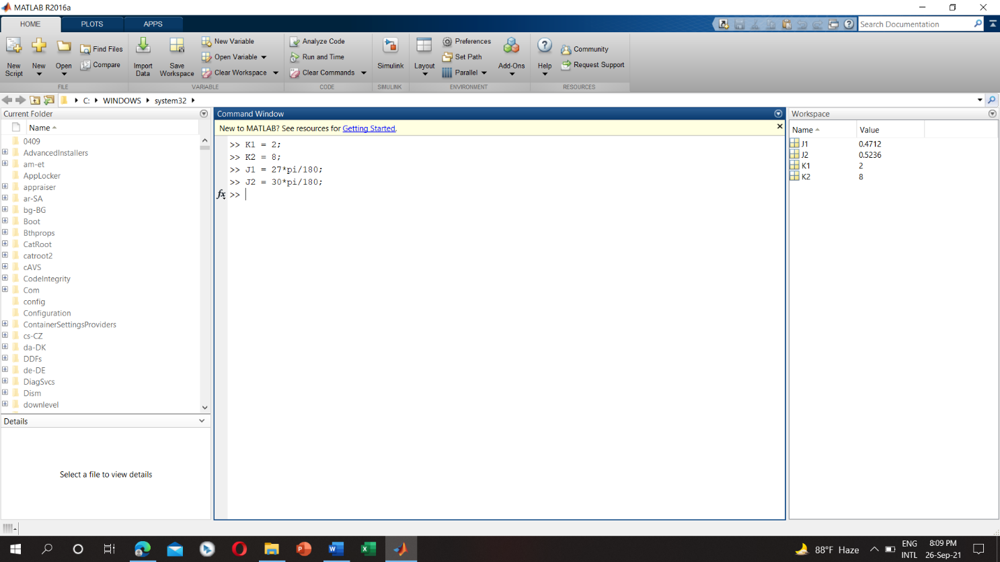 MATLAB R2016a
HOME PLOTS APPS
Search Documentation
New Script
New
Open
Find Files
Compare
Import Data
Save Workspace
New Variable
Open Variable
Clear Workspace
Analyze Code
Run and Time
Clear Commands
Simulink
Layout
Preferences
Set Path
Parallel
Add-Ons
Help
Community
Request Support
FILE VARIABLE CODE SIMULINK ENVIRONMENT RESOURCES
C: WINDOWS system32
Current Folder
Name
0409
AdvancedInstallers
am-et
AppLocker
appraiser
ar-SA
bg-BG
Boot
Bthprops
CatRoot
catroot2
cAVS
CodeIntegrity
Com
config
Configuration
ContainerSettingsProviders
cs-CZ
da-DK
DDFs
de-DE
DiagSvcs
Dism
downlevel
Details
Select a file to view details
Command Window
New to MATLAB? See resources for Getting Started.
>> K1 = 2;
>> K2 = 8;
>> J1 = 27*pi/180;
>> J2 = 30*pi/180;
fx >>
Workspace
Name Value
J1 0.4712
J2 0.5236
K1 2
K2 8
88°F Haze
ENG
INTL
8:09 PM
26-Sep-21